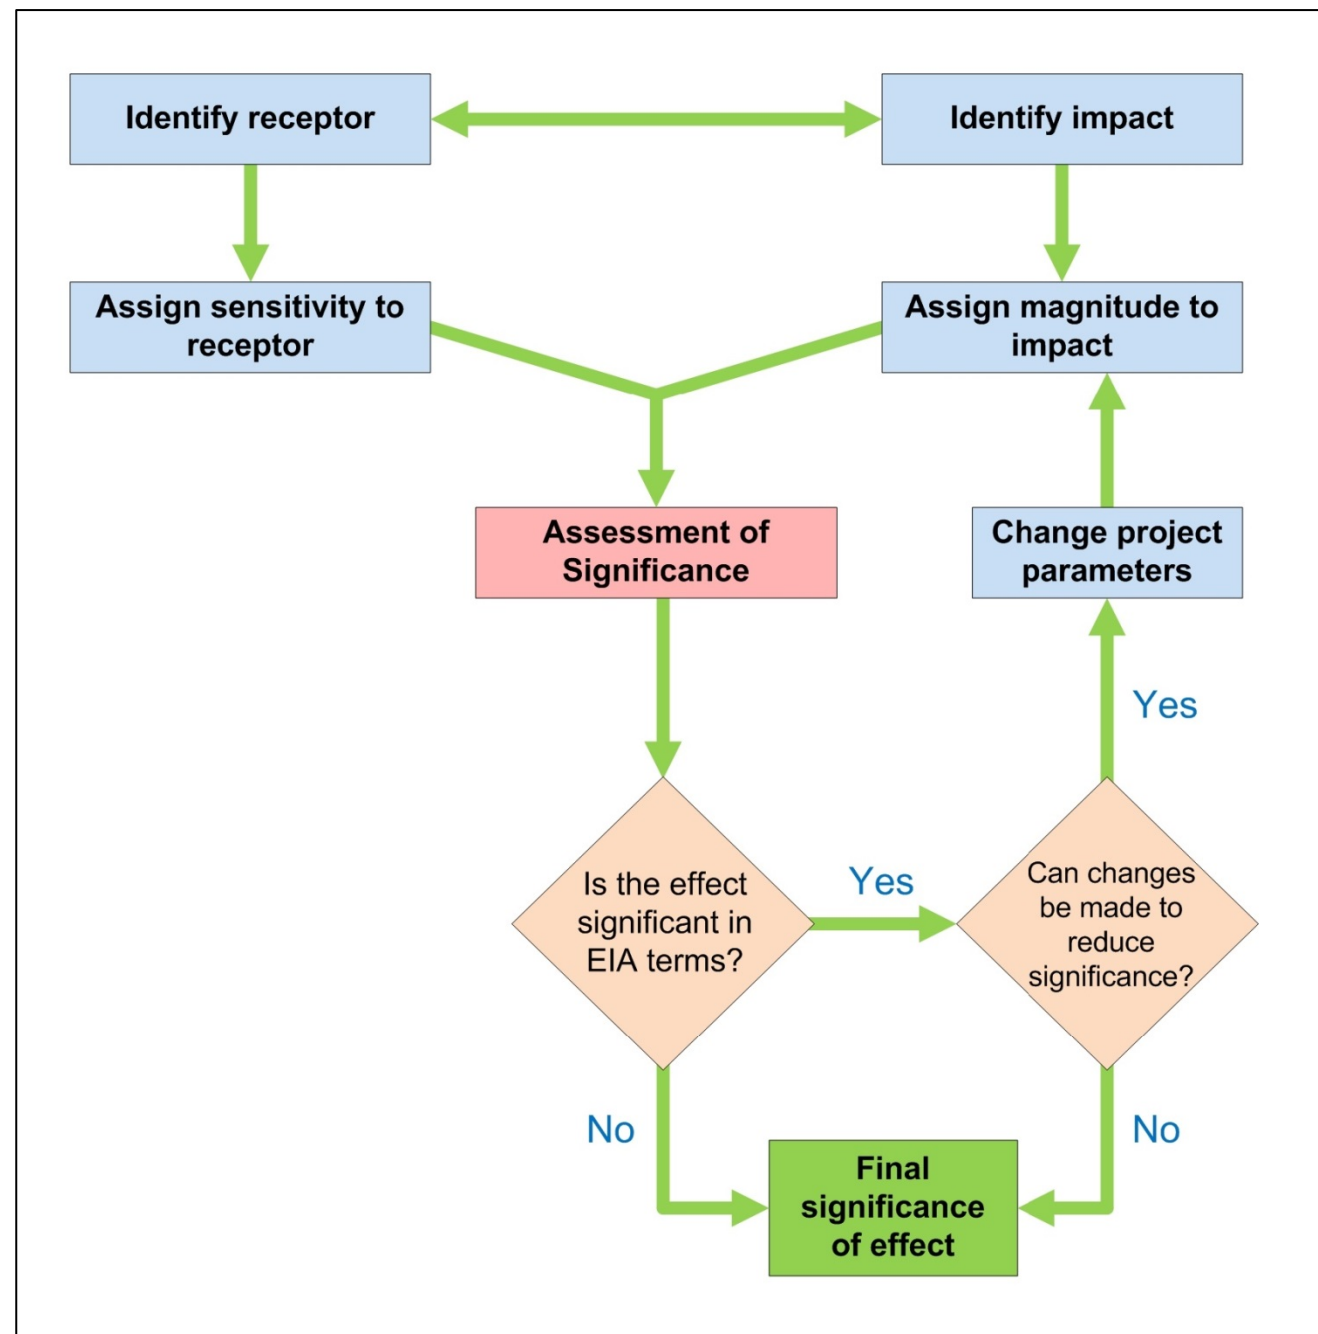 Identify receptor
Identify impact
Assign sensitivity to
receptor
Assign magnitude to
impact
Assessment of
Significance
Change project
parameters
Yes
Is the effect
significant in
EIA terms?
Yes
Can changes
be made to
reduce
significance?
No
No
Final
significance
of effect